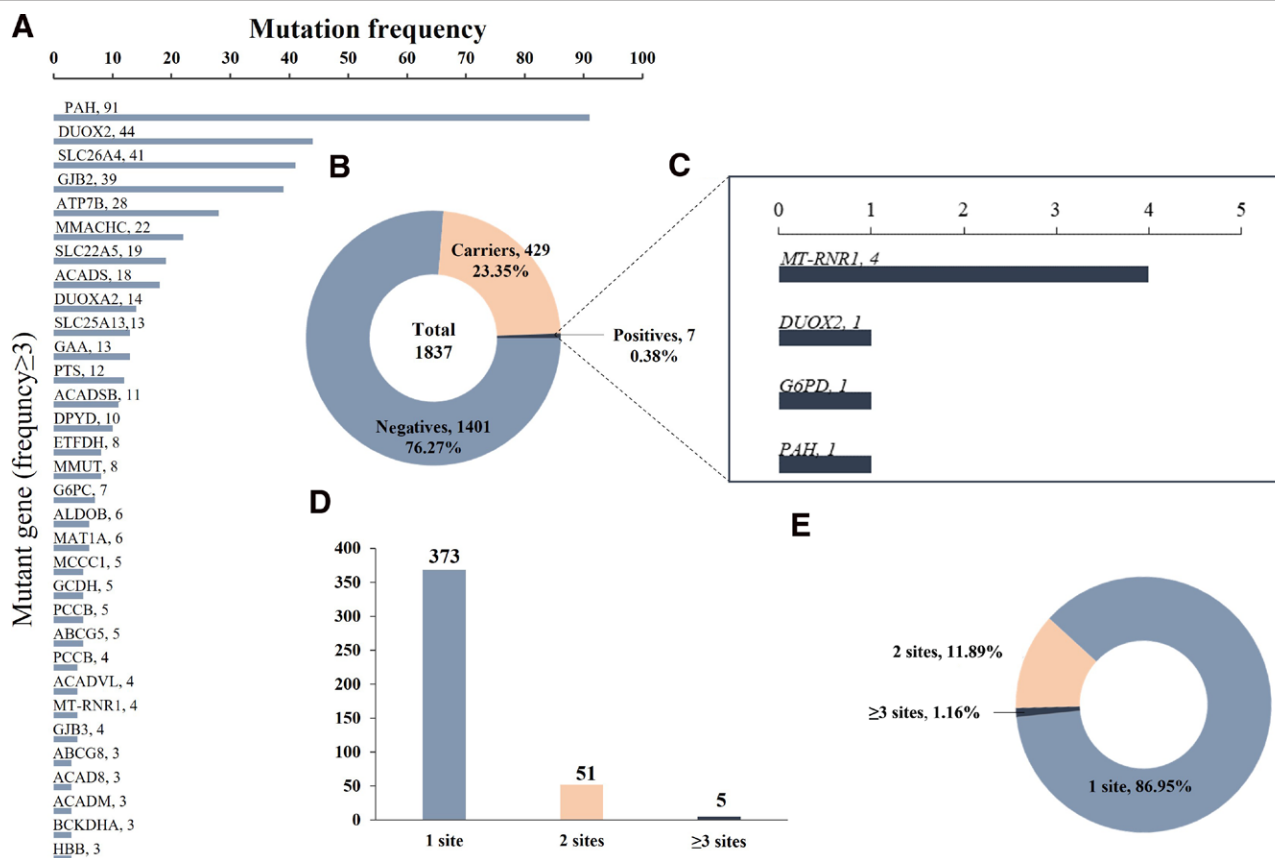 A
Mutation frequency
0 10 20 30 40 50 60 70 80 90 100
Mutant gene (frequncy≥3)
PAH, 91
DUOX2, 44
SLC26A4, 41
GJB2, 39
ATP7B, 28
MMACHC, 22
SLC22A5, 19
ACADS, 18
DUOXA2, 14
SLC25A13,13
GAA, 13
PTS, 12
ACADSB, 11
DPYD, 10
ETFDH, 8
MMUT, 8
G6PC, 7
ALDOB, 6
MAT1A, 6
MCCC1, 5
GCDH, 5
PCCB, 5
ABCG5, 5
PCCB, 4
ACADVL, 4
MT-RNR1, 4
GJB3, 4
ABCG8, 3
ACAD8, 3
ACADM, 3
BCKDHA, 3
HBB, 3
B
Carriers, 429
23.35%
Total
1837
Positives, 7
0.38%
Negatives, 1401
76.27%
C
0 1 2 3 4 5
MT-RNR1, 4
DUOX2, 1
G6PD, 1
PAH, 1
D
400
350
300
250
200
150
100
50
0
373
51
5
1 site
2 sites
≥3 sites
E
2 sites, 11.89%
≥3 sites, 1.16%
1 site, 86.95%